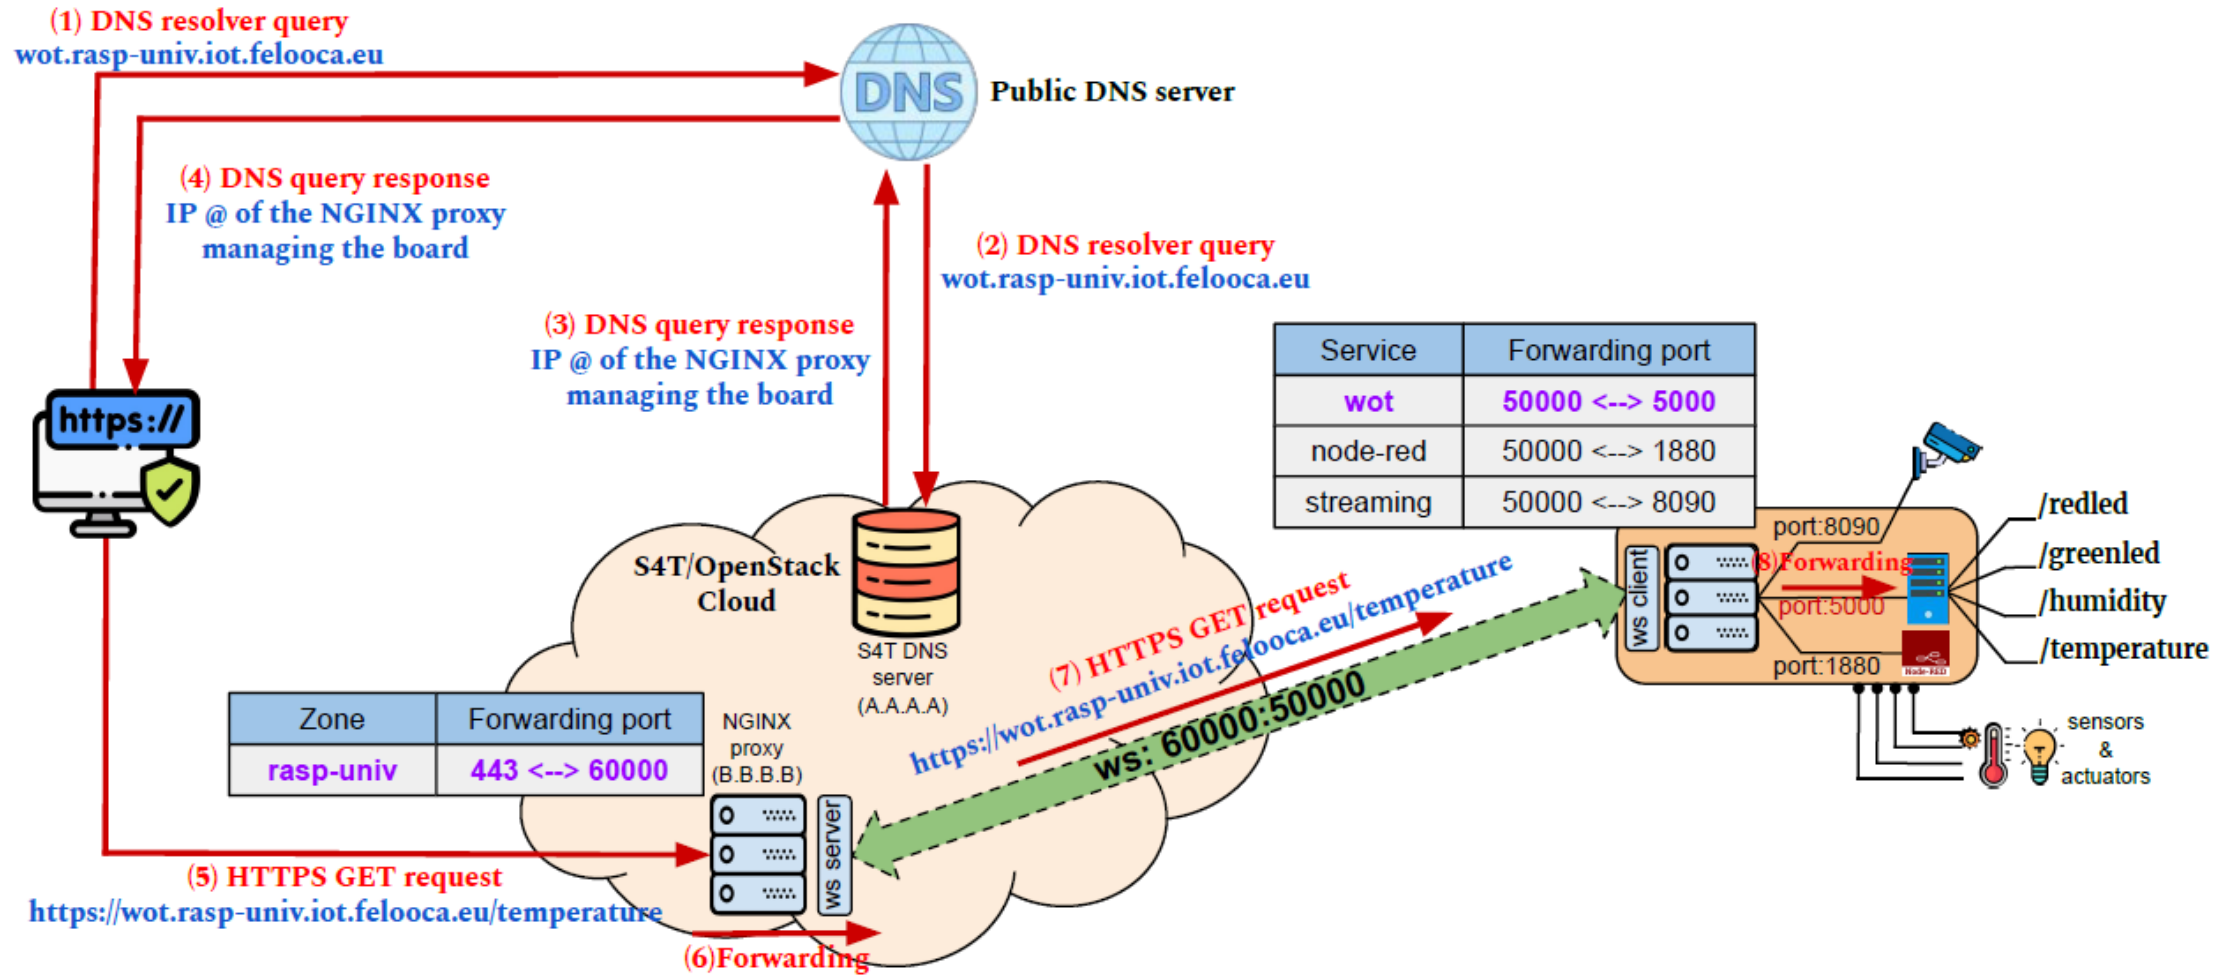 (1) DNS resolver query
wot.rasp-univ.iot.felooca.eu
DNS
Public DNS server
(4) DNS query response
IP @ of the NGINX proxy
managing the board
(2) DNS resolver query
wot.rasp-univ.iot.felooca.eu
(3) DNS query response
IP @ of the NGINX proxy
managing the board
https://
Service Forwarding port
wot 50000 <--> 5000
node-red 50000 <--> 1880
streaming 50000 <--> 8090
S4T/OpenStack
Cloud
S4T DNS
server
(A.A.A.A)
(7) HTTPS GET request
https://wot.rasp-univ.iot.felooca.eu/temperature
ws: 60000:50000
ws client
port:8090
(8)Forwarding
port:5000
port:1880
Node-RED
/redled
/greenled
/humidity
/temperature
sensors
&
actuators
Zone Forwarding port
rasp-univ 443 <--> 60000
NGINX
proxy
(B.B.B.B)
ws server
(5) HTTPS GET request
https://wot.rasp-univ.iot.felooca.eu/temperature
(6)Forwarding